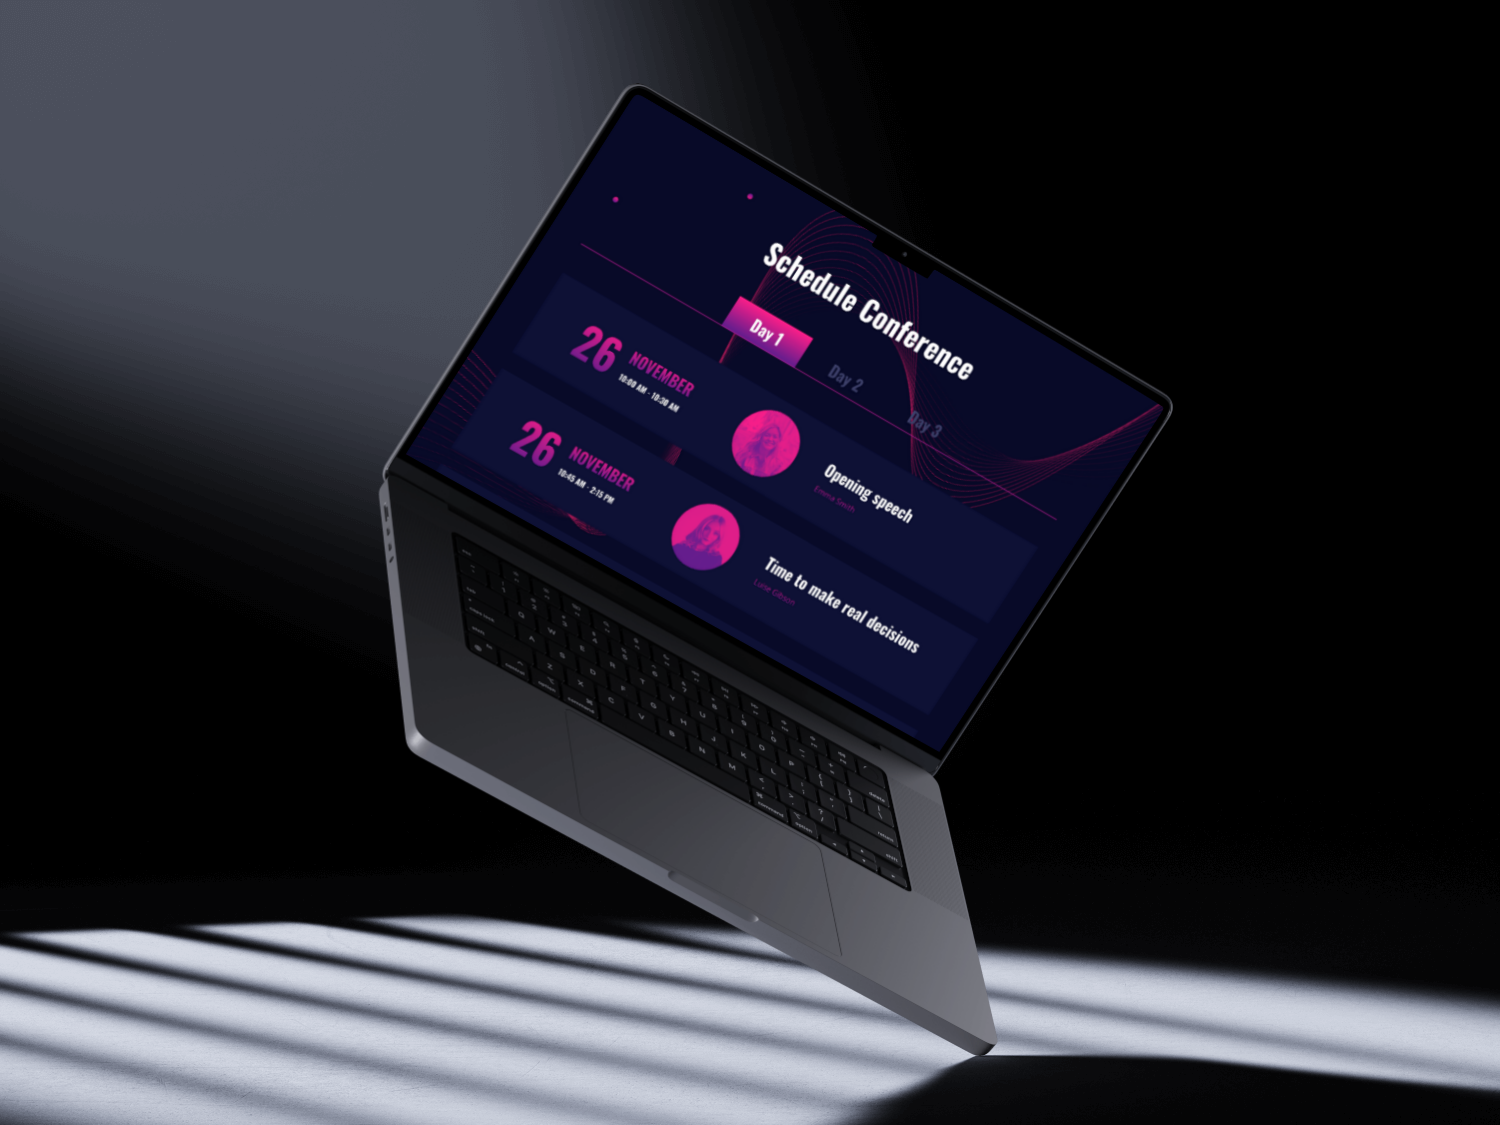 Schedule Conference
Day 1
Day 2
Day 3
26
NOVEMBER
10:00 AM - 10:30 AM
Opening speech
Emma Smith
26
NOVEMBER
10:45 AM - 2:15 PM
Time to make real decisions
Lurie Gibson